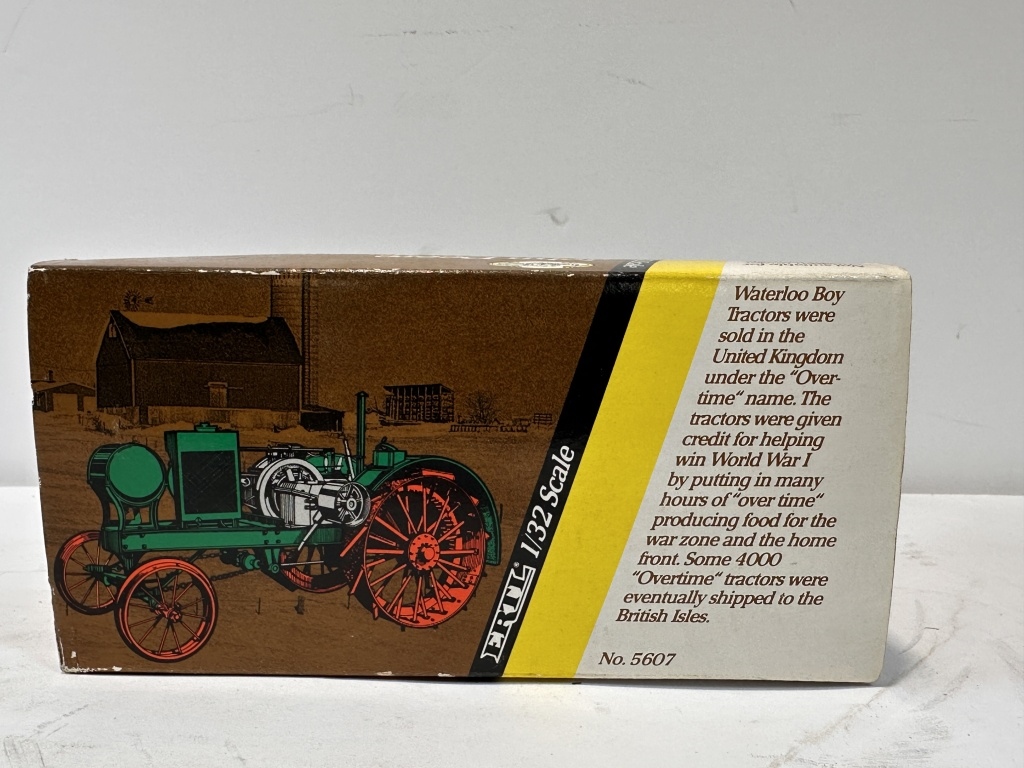 Waterloo Boy
Tractors were
sold in the
United Kingdom
under the "Over-
time" name. The
tractors were given
credit for helping
win World War I
by putting in many
hours of "over time"
producing food for the
war zone and the home
front. Some 4000
"Overtime" tractors were
eventually shipped to the
British Isles.
No. 5607
ERTL 1/32 Scale